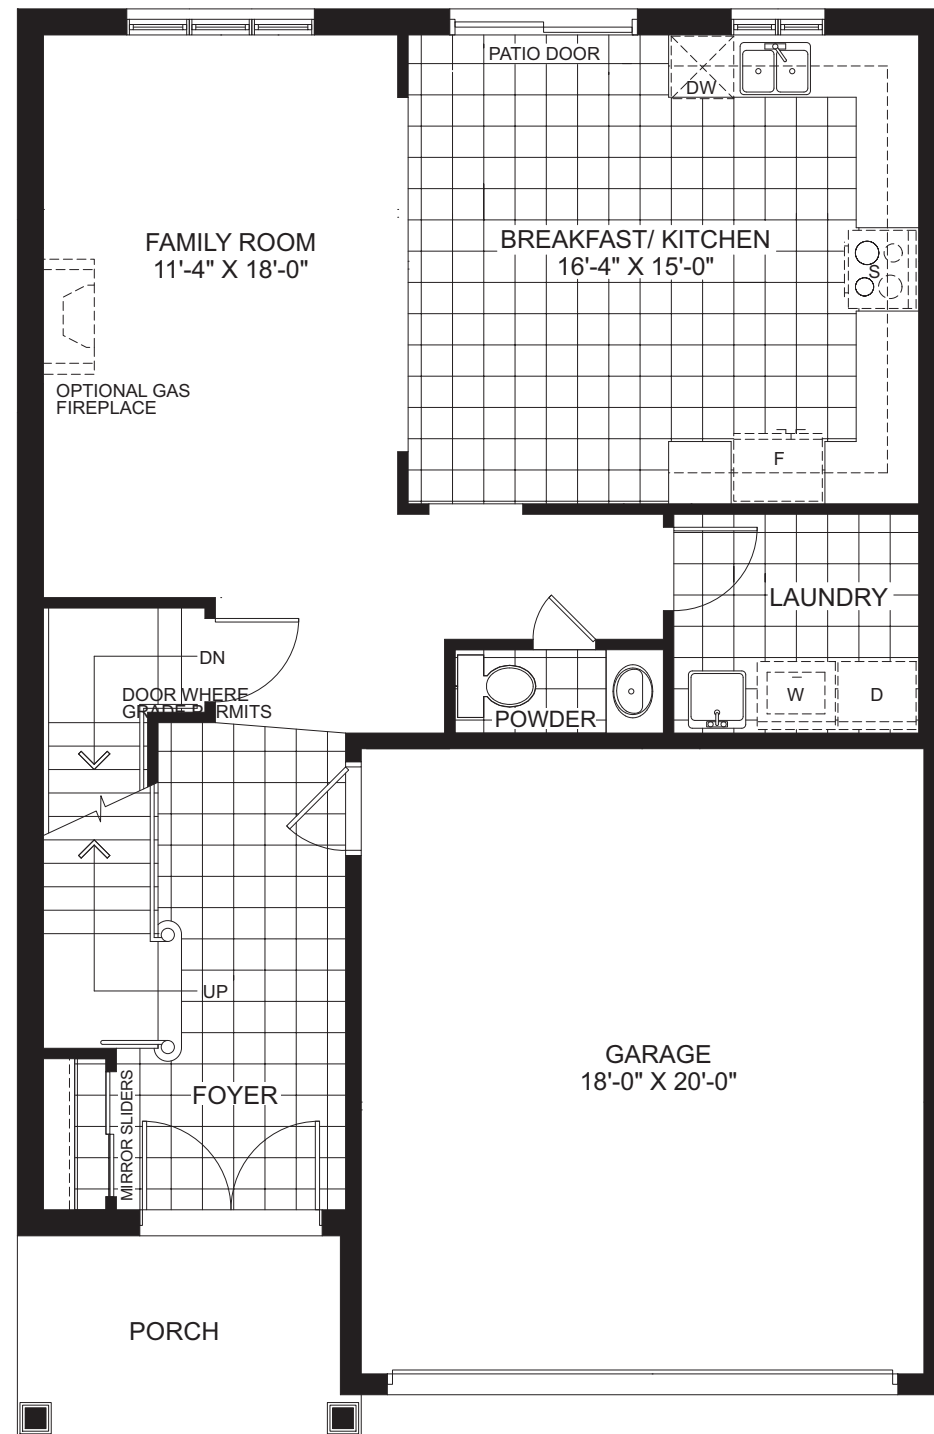 PATIO DOOR
DW
FAMILY ROOM
11'-4" X 18'-0"
BREAKFAST/ KITCHEN
16'-4" X 15'-0"
S
OPTIONAL GAS
FIREPLACE
F
LAUNDRY
DN
DOOR WHERE
GRADE PERMITS
POWDER
W
D
UP
GARAGE
18'-0" X 20'-0"
MIRROR SLIDERS
FOYER
PORCH